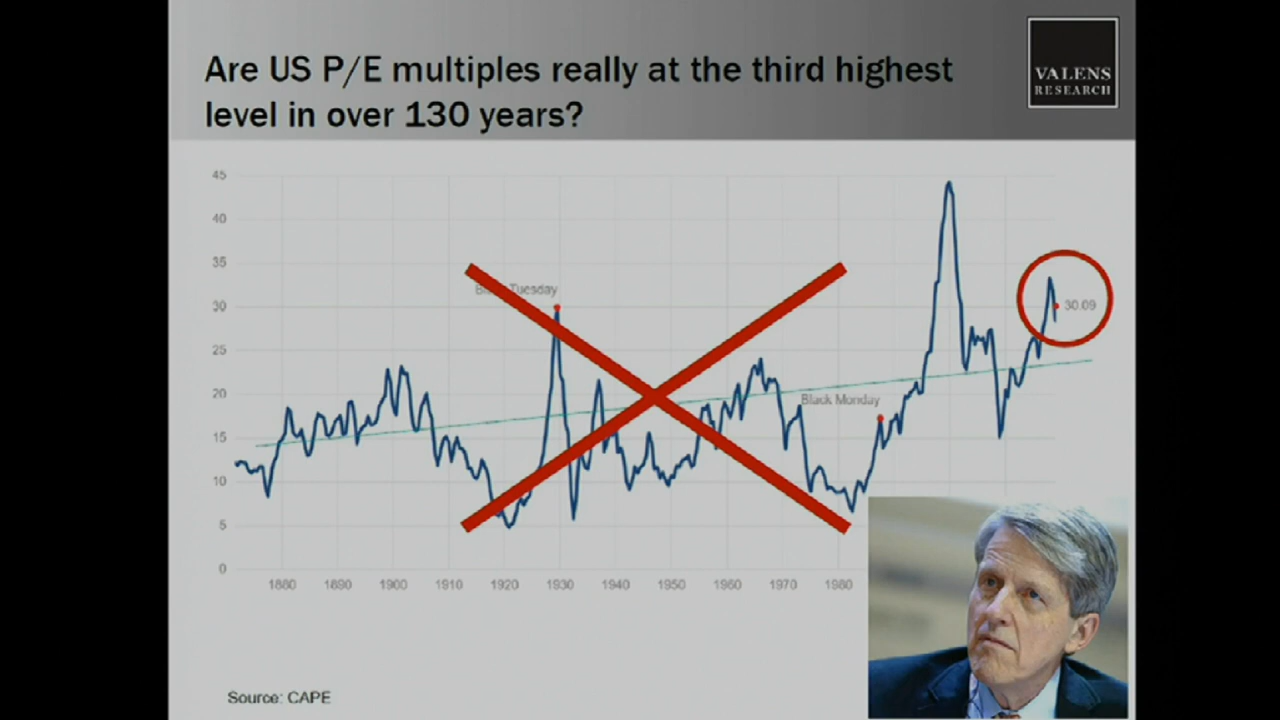 Are US P/E multiples really at the third highest
level in over 130 years?
VALENS
RESEARCH
45
40
35
30
25
20
15
10
5
0
Tuesday
30.09
Black Monday
1880 1890 1900 1910 1920 1930 1940 1950 1960 1970 1980
Source: CAPE